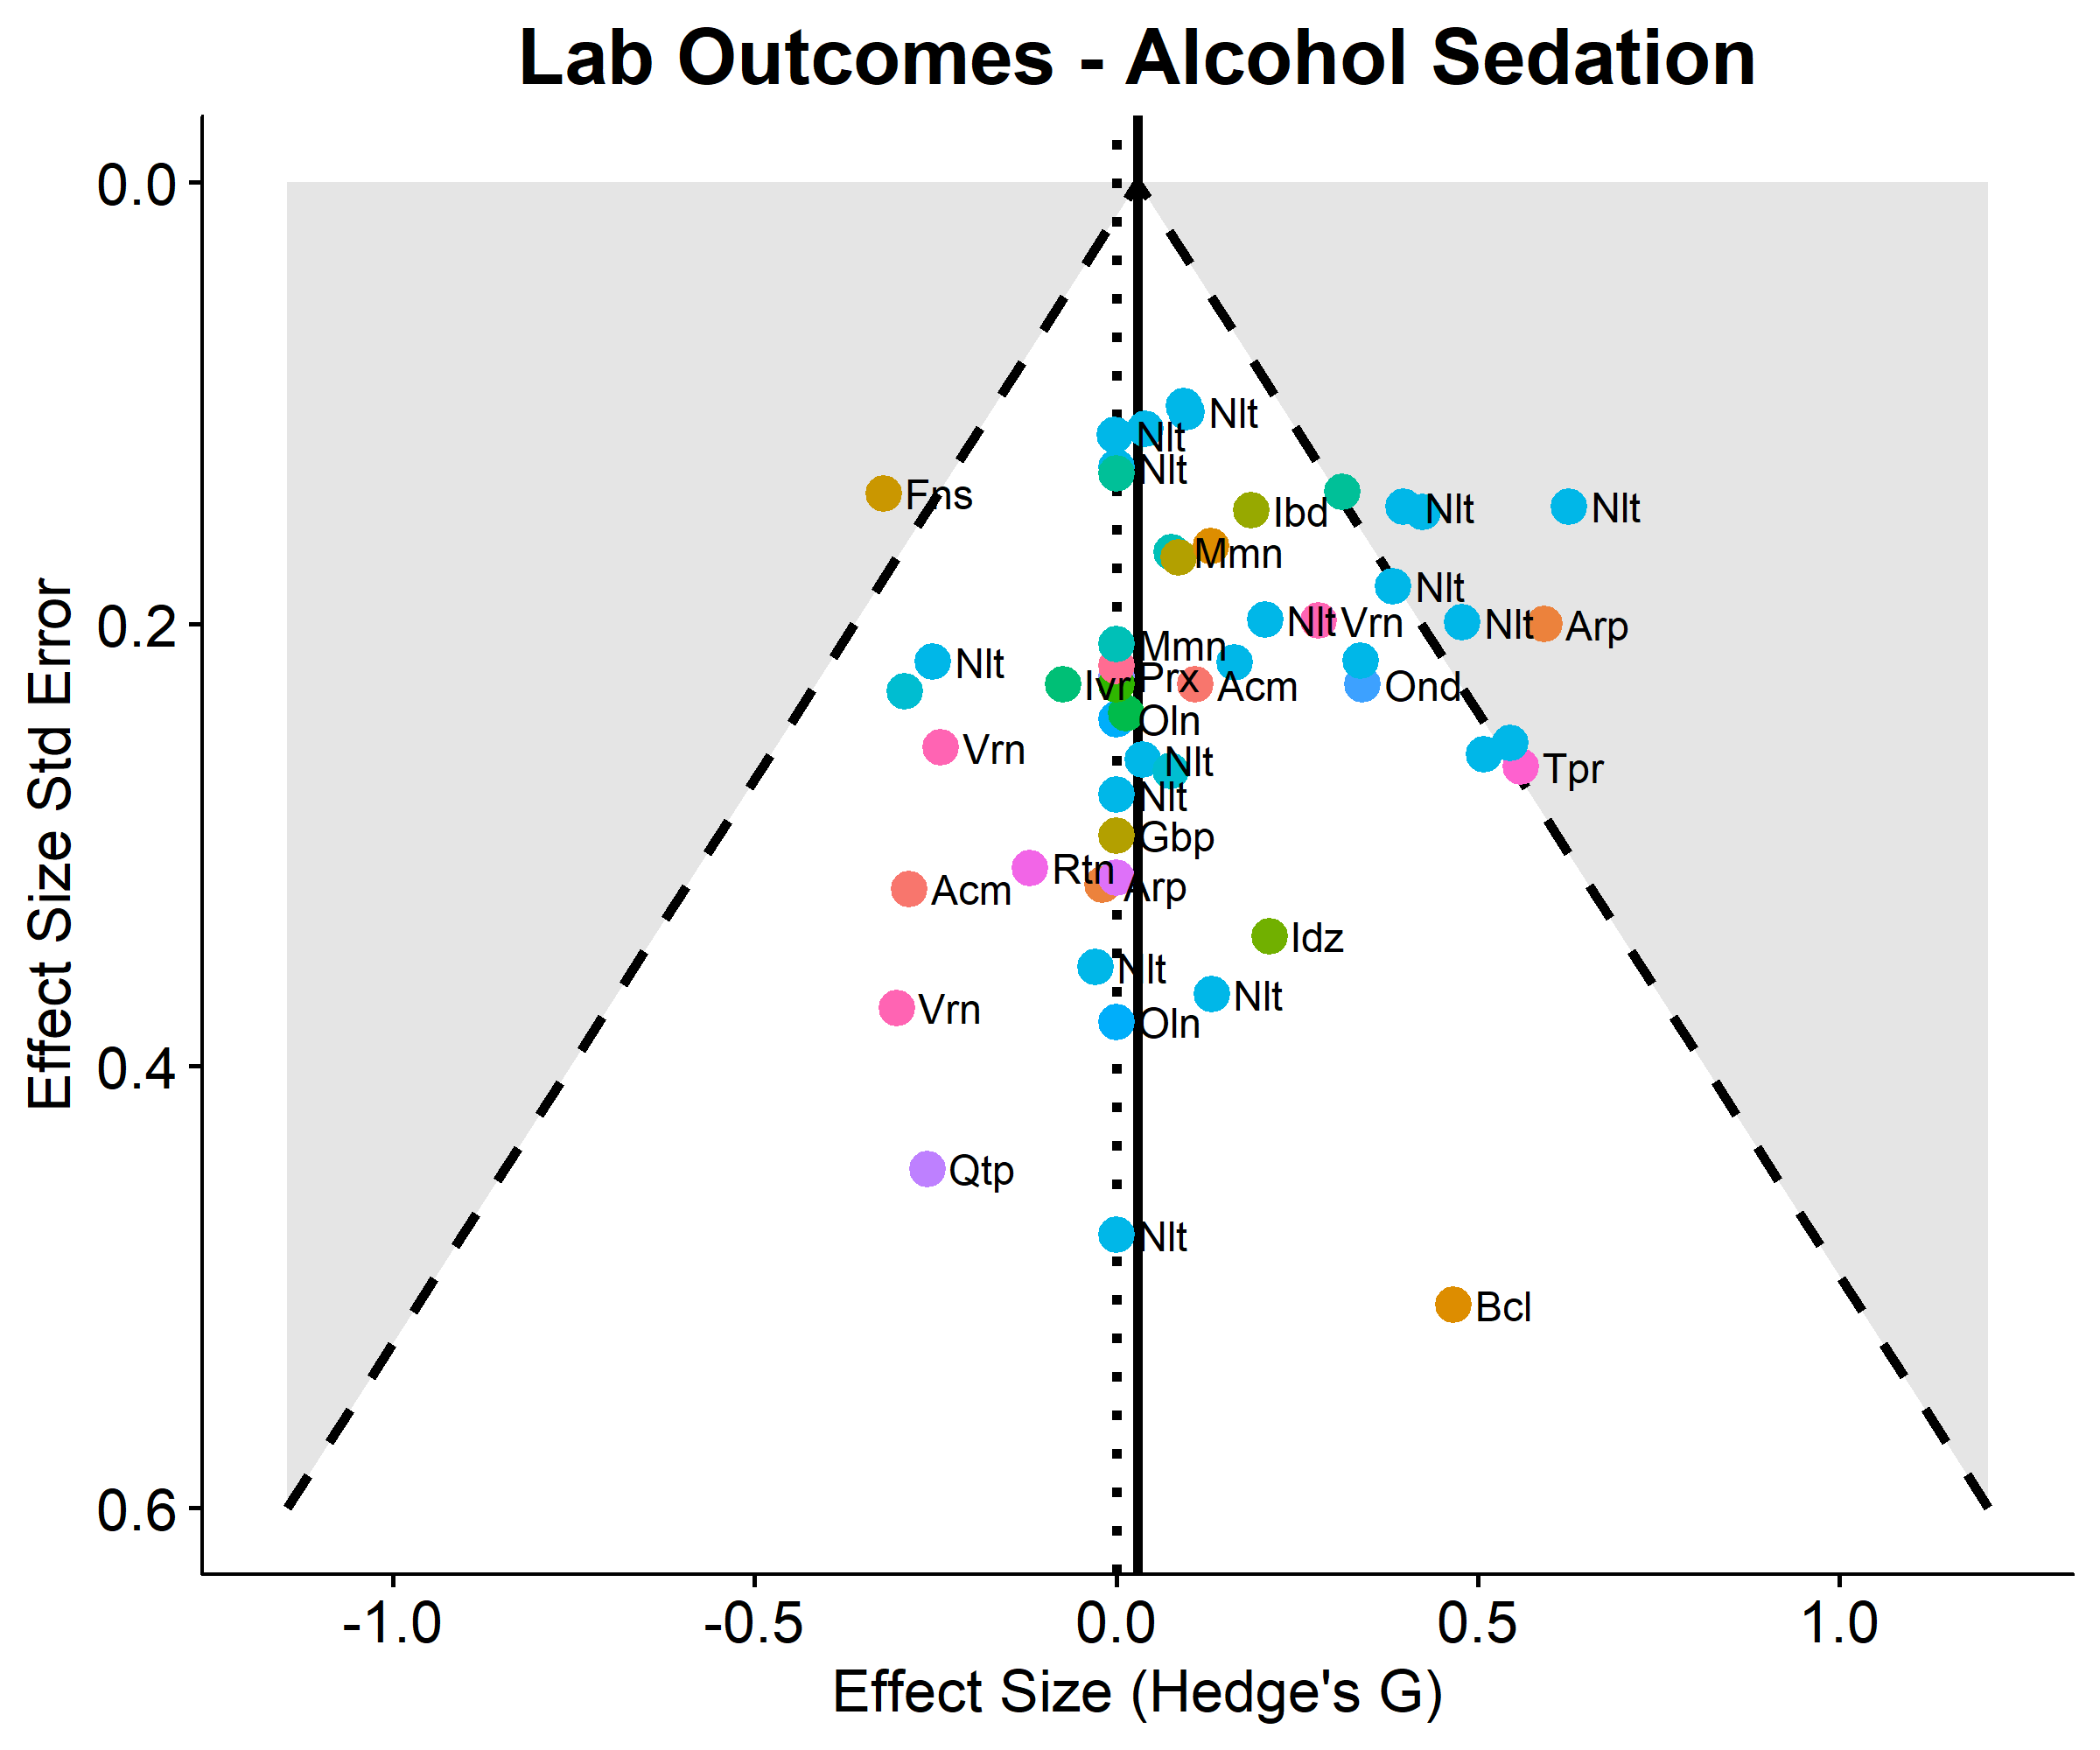 Lab Outcomes - Alcohol Sedation
0.0
0.2
0.4
0.6
Effect Size Std Error
Nlt
Nlt
Nlt
Fns
Ibd
Nlt
Nlt
Mmn
Nlt
Nlt
Vrn
Nlt
Arp
Mmn
Nlt
Prx
Ivr
Acm
Ond
Oln
Vrn
Nlt
Tpr
Nlt
Gbp
Rtn
Acm
Arp
Idz
Nlt
Nlt
Vrn
Oln
Qtp
Nlt
Bcl
-1.0 -0.5 0.0 0.5 1.0
Effect Size (Hedge's G)